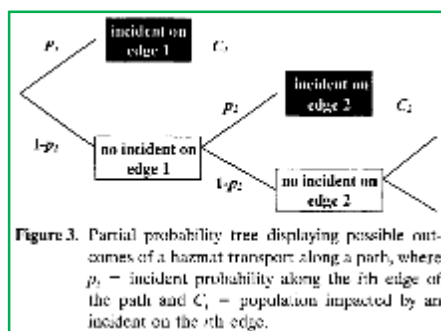 p₁ incident on edge 1 C₁
p₂ incident on edge 2 C₂
1-p₁ no incident on edge 1
1-p₂ no incident on edge 2
Figure 3. Partial probability tree displaying possible out-
comes of a hazmat transport along a path, where
pᵢ = incident probability along the ith edge of
the path and Cᵢ = population impacted by an
incident on the ith edge.